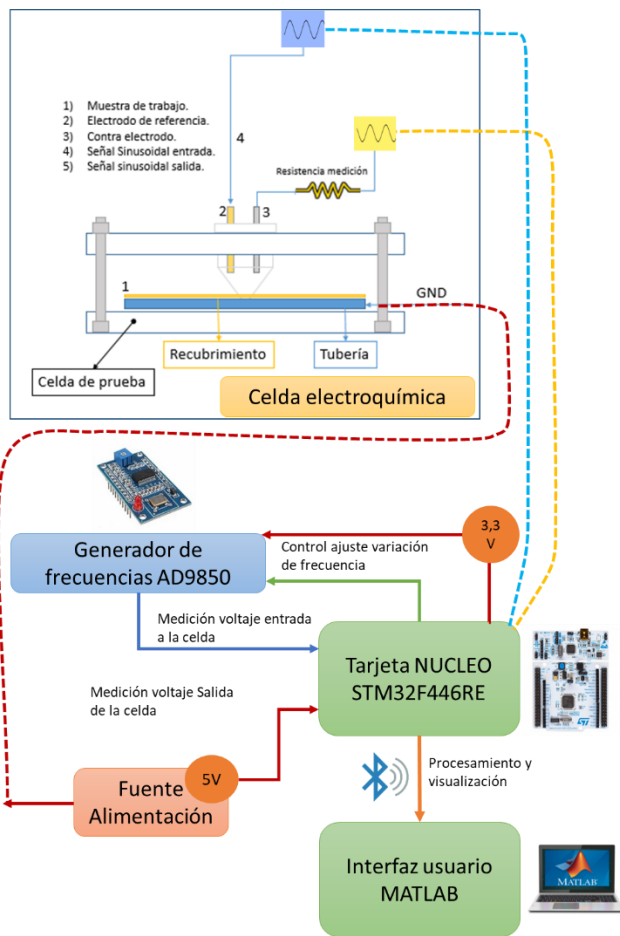 1) Muestra de trabajo.
2) Electrodo de referencia.
3) Contra electrodo.
4) Señal Sinusoidal entrada.
5) Señal sinusoidal salida.
4
Resistencia medición
2
3
1
GND
Recubrimiento
Tubería
Celda de prueba
Celda electroquímica
Generador de
frecuencias AD9850
Control ajuste variación
de frecuencia
3,3
V
Medición voltaje entrada
a la celda
Tarjeta NUCLEO
STM32F446RE
Medición voltaje Salida
de la celda
5V
Fuente
Alimentación
Procesamiento y
visualización
Interfaz usuario
MATLAB
MATLAB